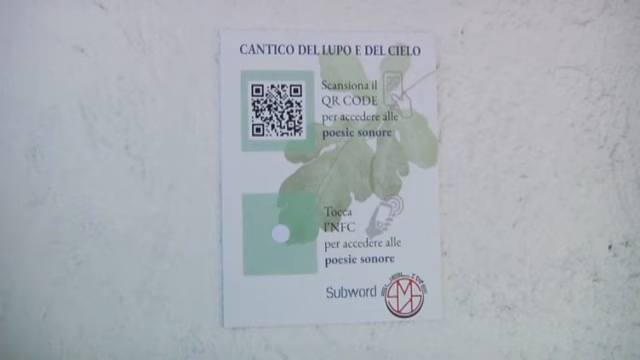 CANTICO DEL LUPO E DEL CIELO
Scansiona il
QR CODE
per accedere alle
poesie sonore
Tocca
l'NFC
per accedere alle
poesie sonore
Subword